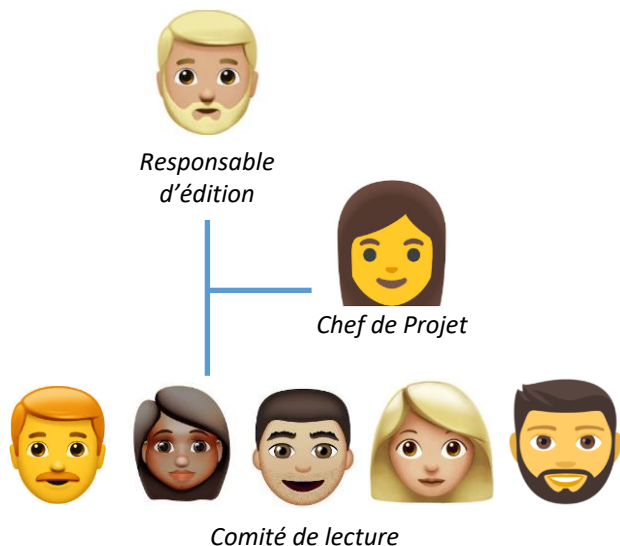 Responsable
d’édition
Chef de Projet
Comité de lecture